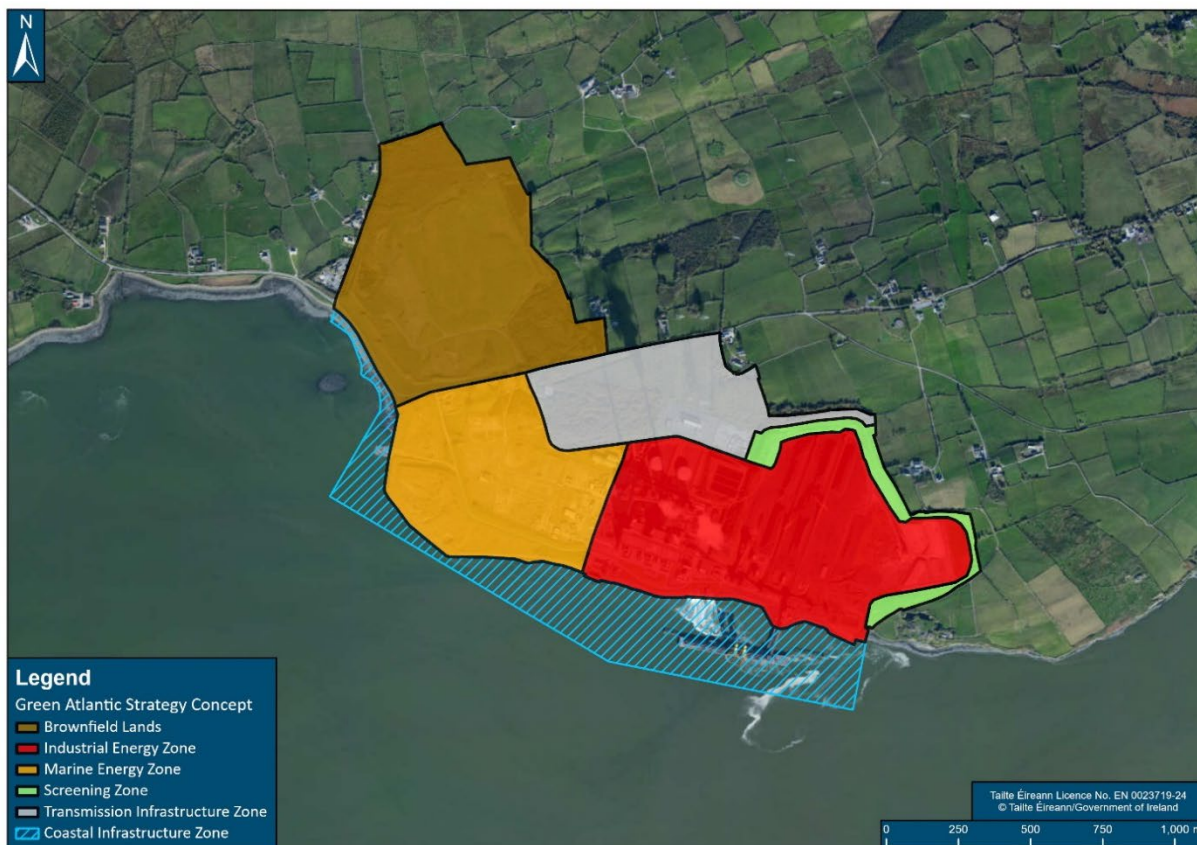 N
Legend
Green Atlantic Strategy Concept
Brownfield Lands
Industrial Energy Zone
Marine Energy Zone
Screening Zone
Transmission Infrastructure Zone
Coastal Infrastructure Zone
Tailte Éireann Licence No. EN 0023719-24
© Tailte Éireann/Government of Ireland
0 250 500 750 1,000 m